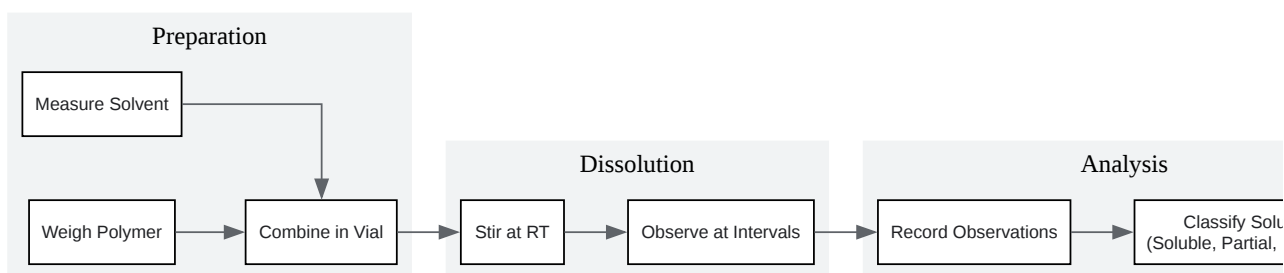 Preparation
Measure Solvent
Weigh Polymer
Combine in Vial
Dissolution
Stir at RT
Observe at Intervals
Analysis
Record Observations
Classify
(Soluble, Partial,